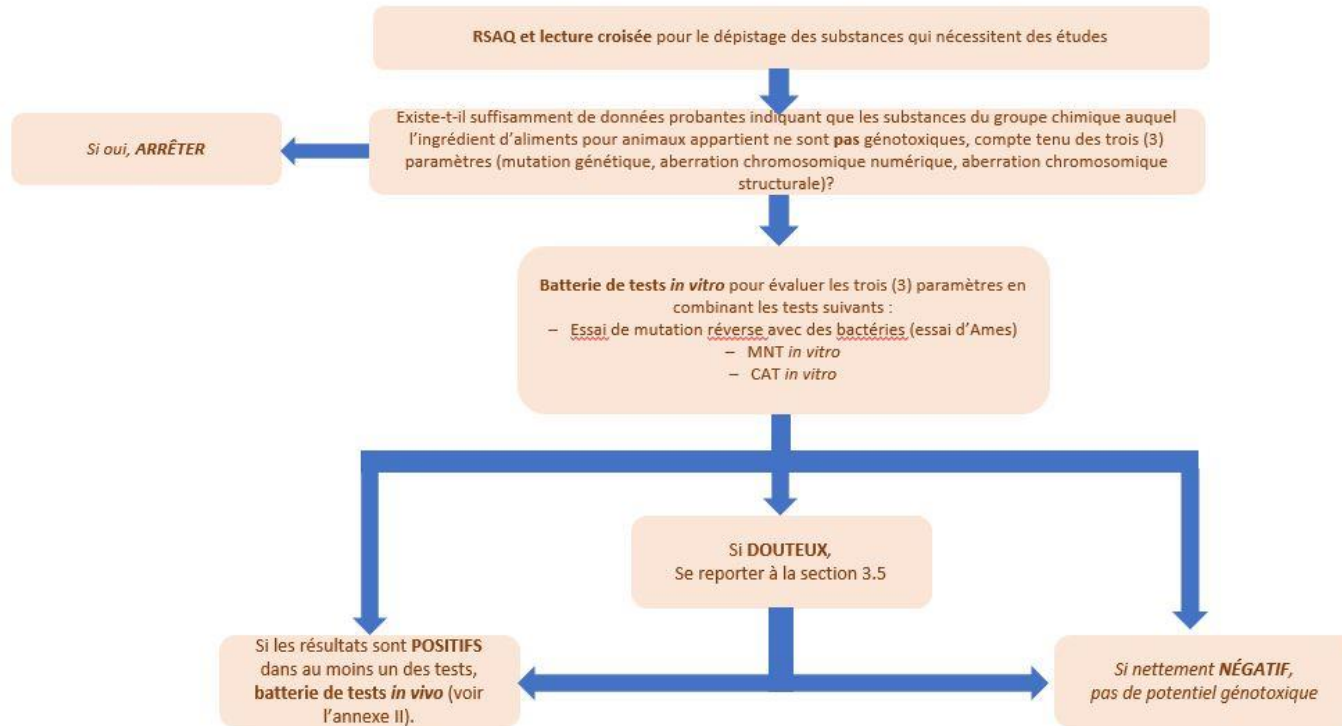 RSAQ et lecture croisée pour le dépistage des substances qui nécessitent des études
Existe-t-il suffisamment de données probantes indiquant que les substances du groupe chimique auquel
l'ingrédient d'aliments pour animaux appartient ne sont pas génotoxiques, compte tenu des trois (3)
paramètres (mutation génétique, aberration chromosomique numérique, aberration chromosomique
structurale)?
Si oui, ARRÊTER
Batterie de tests in vitro pour évaluer les trois (3) paramètres en
combinant les tests suivants :
– Essai de mutation réverse avec des bactéries (essai d'Ames)
– MNT in vitro
– CAT in vitro
Si DOUTEUX,
Se reporter à la section 3.5
Si les résultats sont POSITIFS
dans au moins un des tests,
batterie de tests in vivo (voir
l'annexe II).
Si nettement NÉGATIF,
pas de potentiel génotoxique